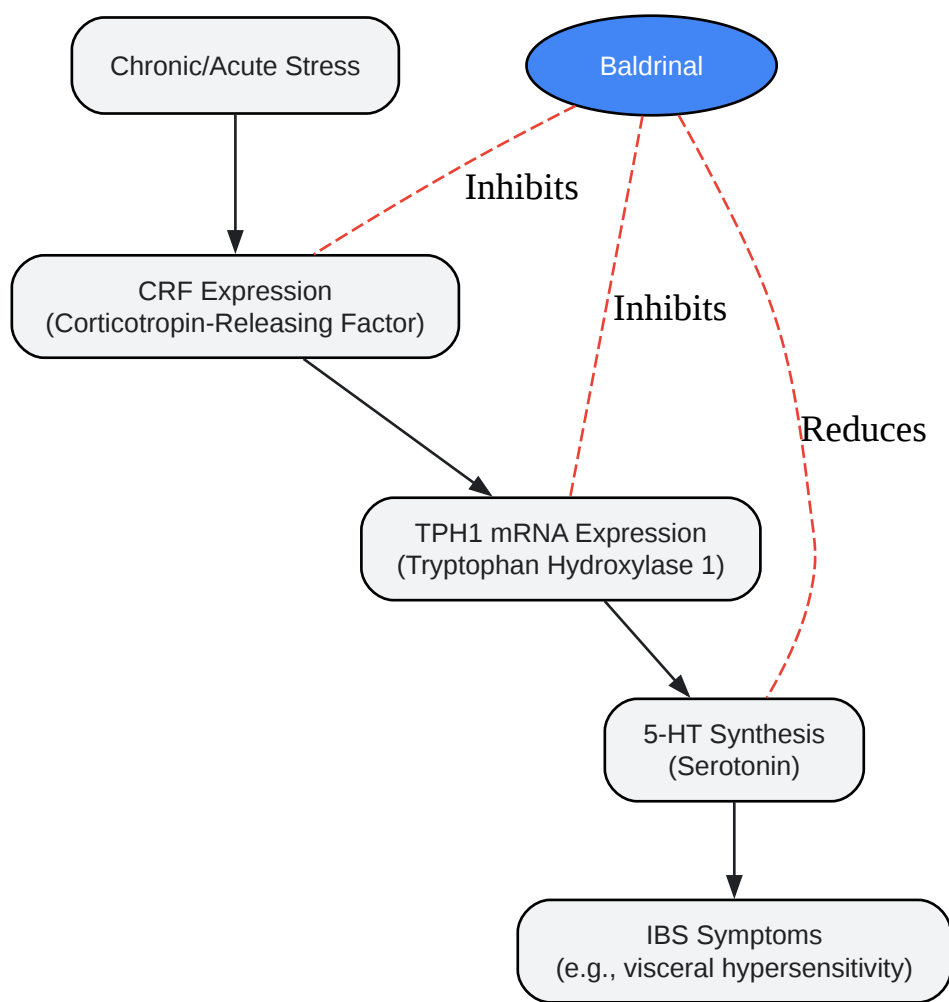 Chronic/Acute Stress
Baldrinal
Inhibits
CRF Expression
(Corticotropin-Releasing Factor)
Inhibits
Reduces
TPH1 mRNA Expression
(Tryptophan Hydroxylase 1)
5-HT Synthesis
(Serotonin)
IBS Symptoms
(e.g., visceral hypersensitivity)